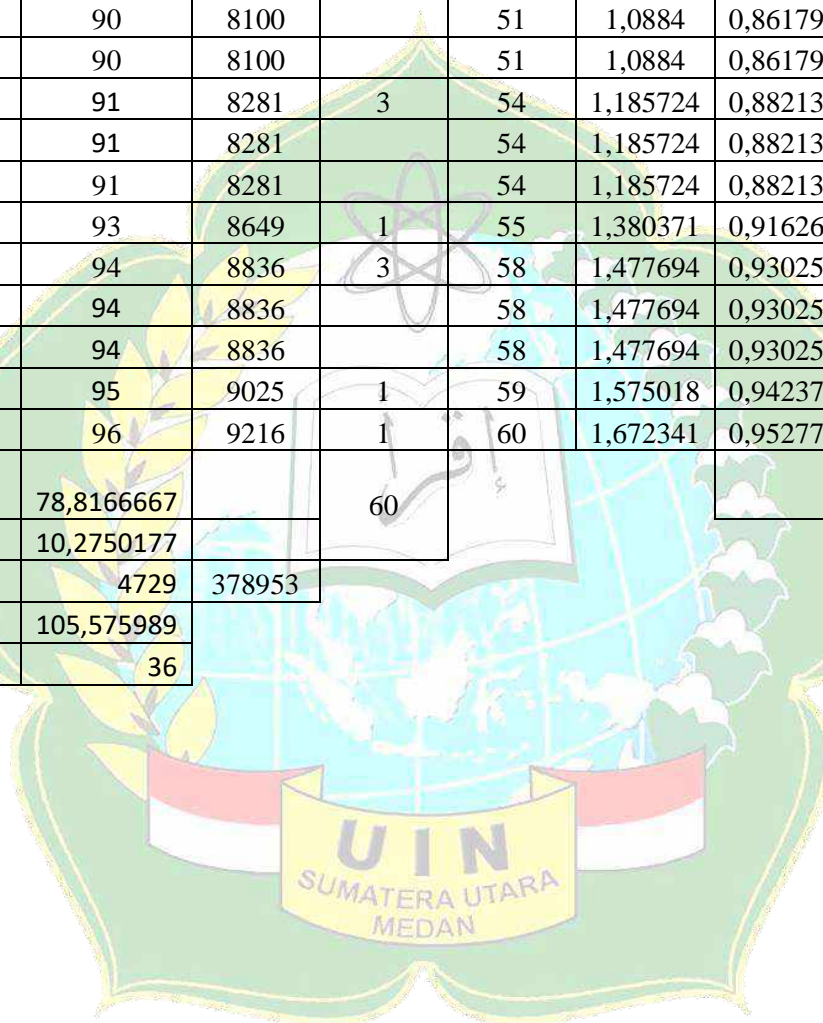 90 8100 51 1,0884 0,86179
90 8100 51 1,0884 0,86179
91 8281 3 54 1,185724 0,88213
91 8281 54 1,185724 0,88213
91 8281 54 1,185724 0,88213
93 8649 1 55 1,380371 0,91626
94 8836 3 58 1,477694 0,93025
94 8836 58 1,477694 0,93025
94 8836 58 1,477694 0,93025
95 9025 1 59 1,575018 0,94237
96 9216 1 60 1,672341 0,95277
78,8166667 60
10,2750177
4729 378953
105,575989
36
إقرأ
UIN
SUMATERA UTARA
MEDAN